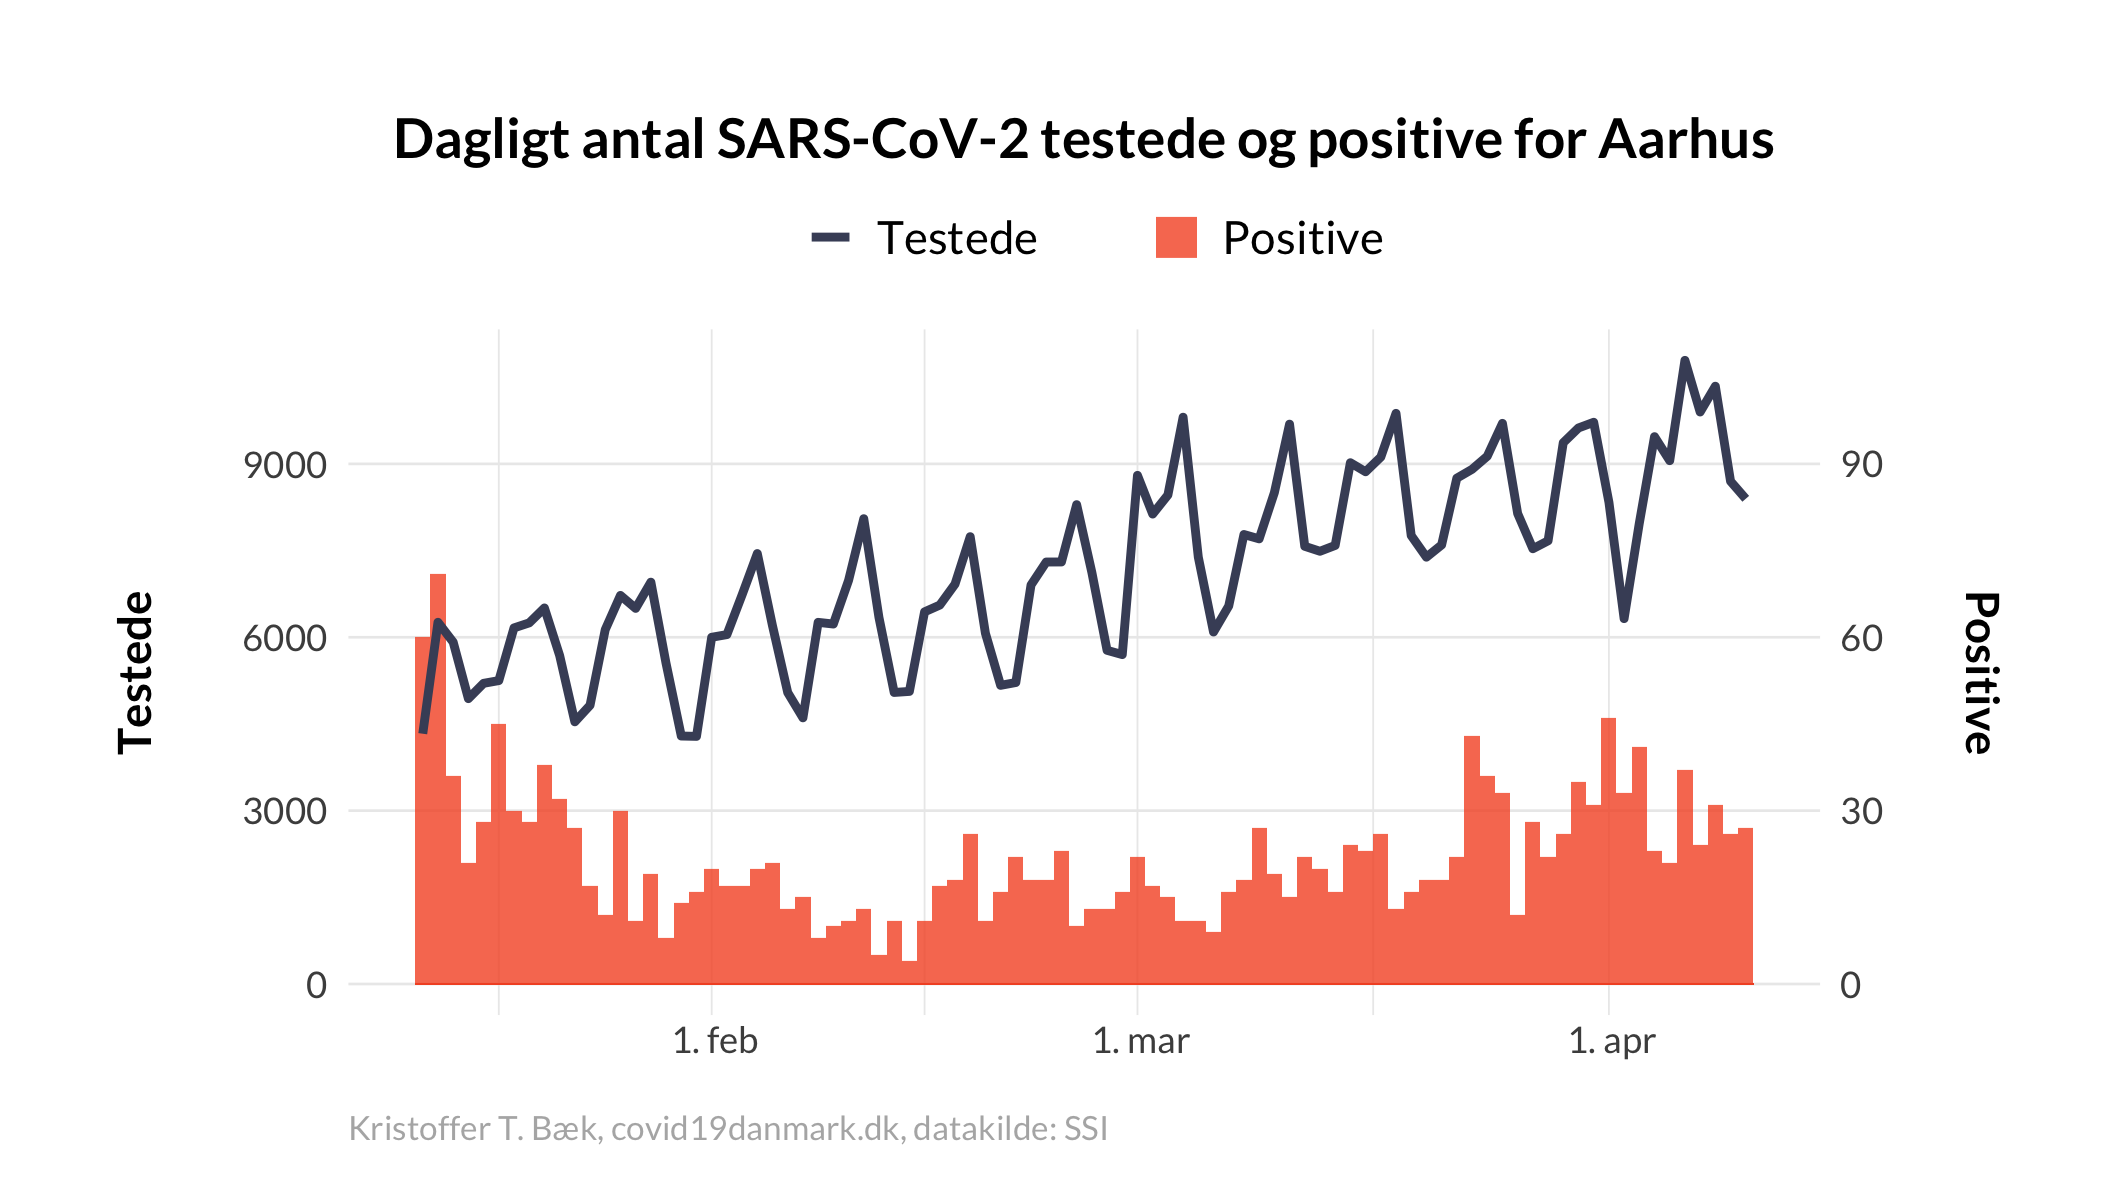 Dagligt antal SARS-CoV-2 testede og positive for Aarhus
Testede Positive
9000 90
6000 60
3000 30
0 0
Testede
Positive
1. feb 1. mar 1. apr
Kristoffer T. Bæk, covid19danmark.dk, datakilde: SSI